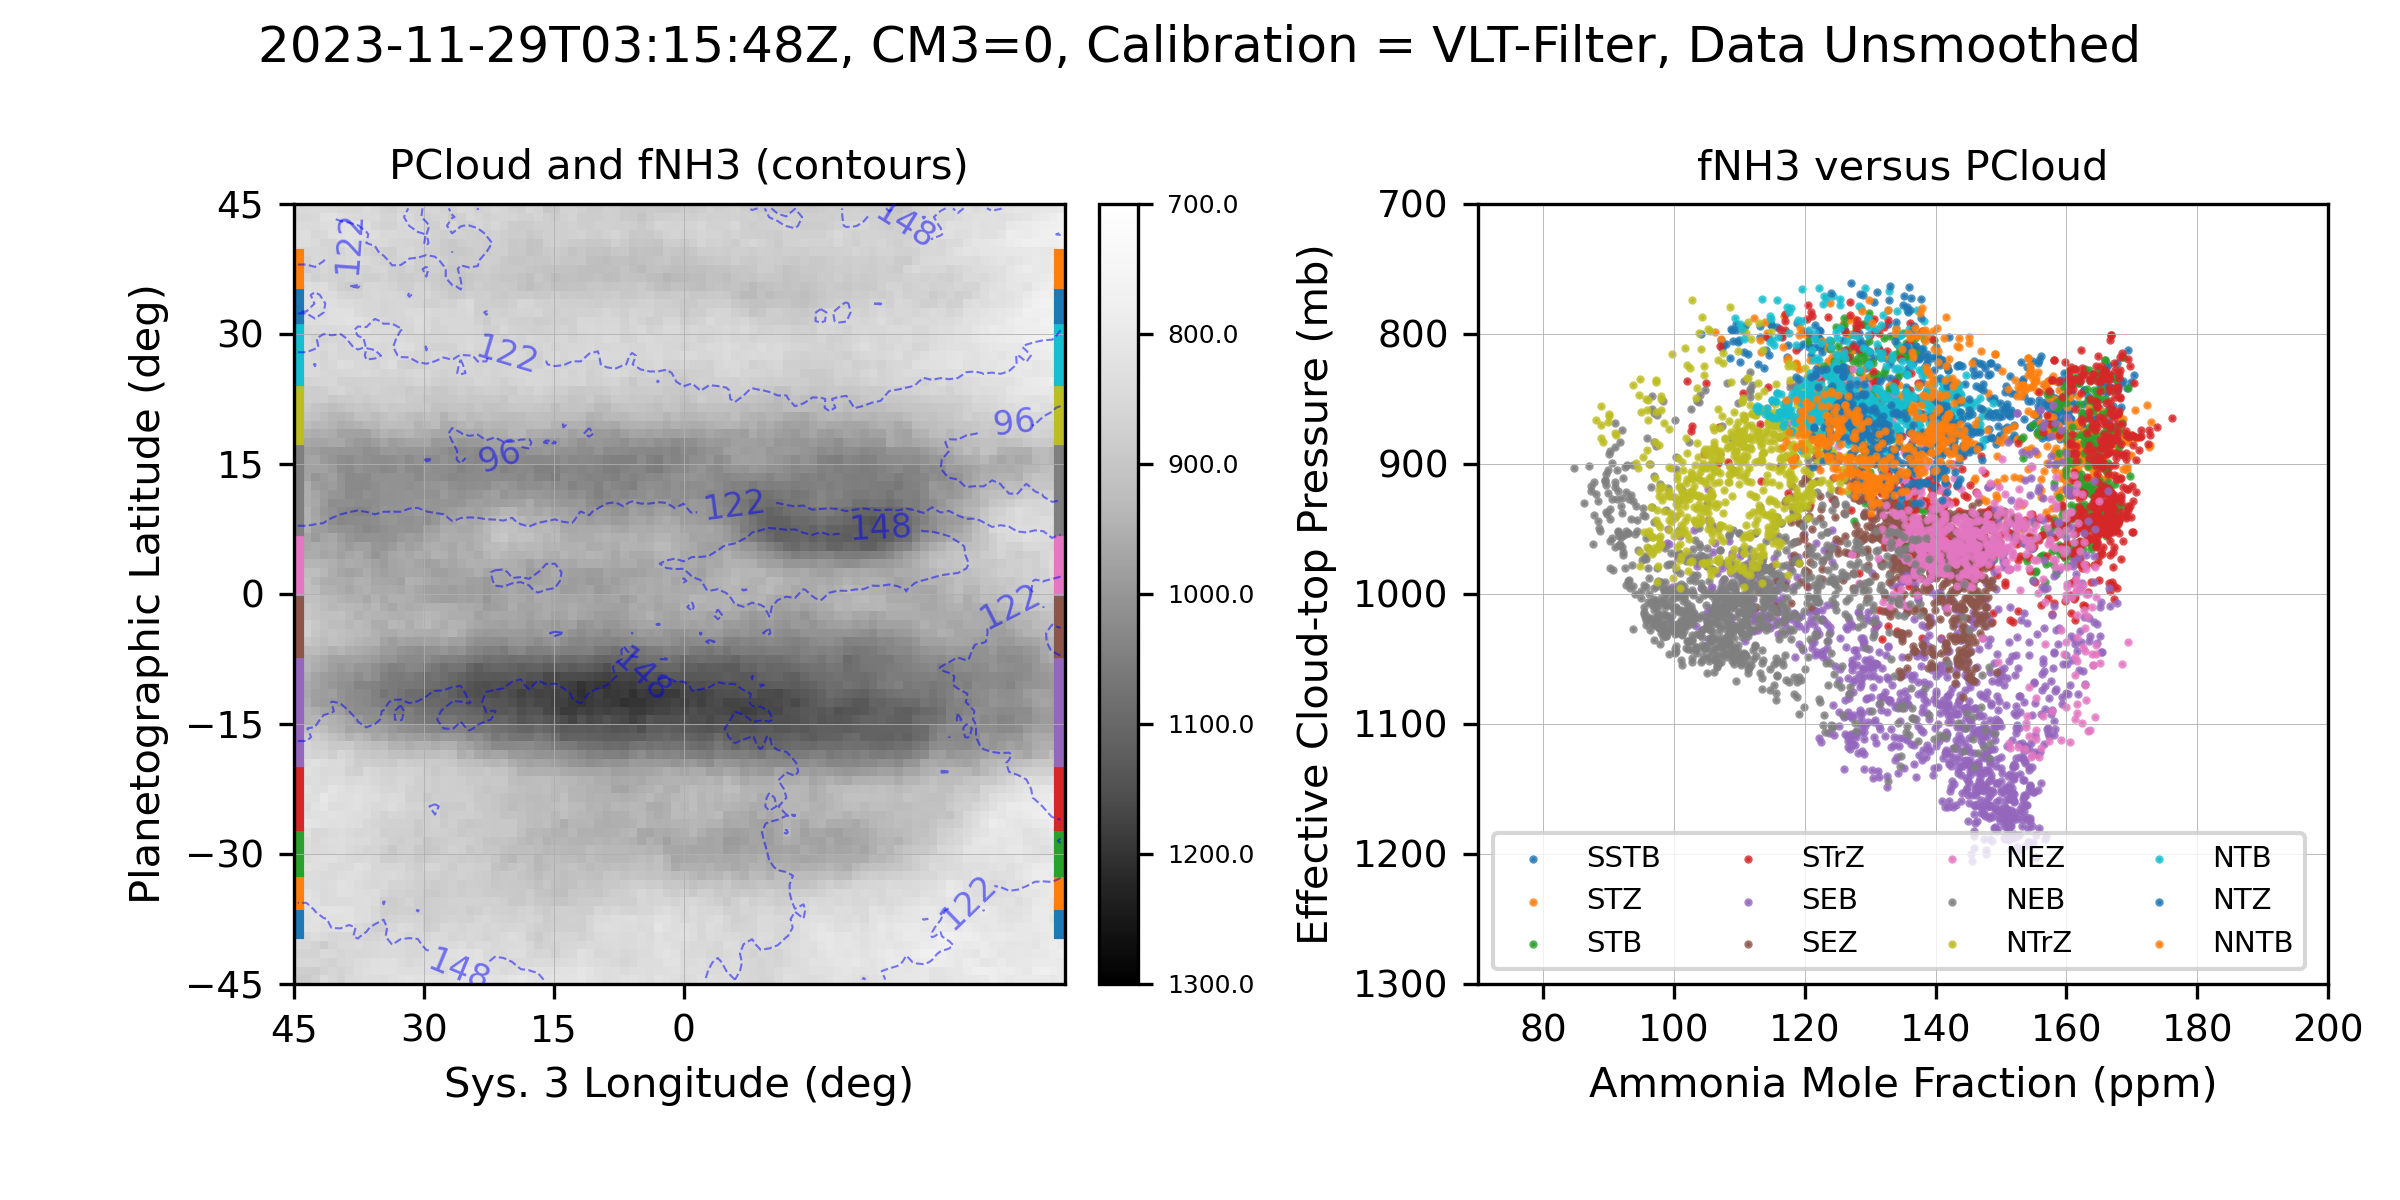 2023-11-29T03:15:48Z, CM3=0, Calibration = VLT-Filter, Data Unsmoothed
PCloud and fNH3 (contours)
Planetographic Latitude (deg)
45
30
15
0
−15
−30
−45
45 30 15 0
Sys. 3 Longitude (deg)
122
148
122
96
96
122
148
122
148
122
148
700.0
800.0
900.0
1000.0
1100.0
1200.0
1300.0
fNH3 versus PCloud
Effective Cloud-top Pressure (mb)
700
800
900
1000
1100
1200
1300
SSTB STrZ NEZ NTB
STZ SEB NEB NTZ
STB SEZ NTrZ NNTB
80 100 120 140 160 180 200
Ammonia Mole Fraction (ppm)